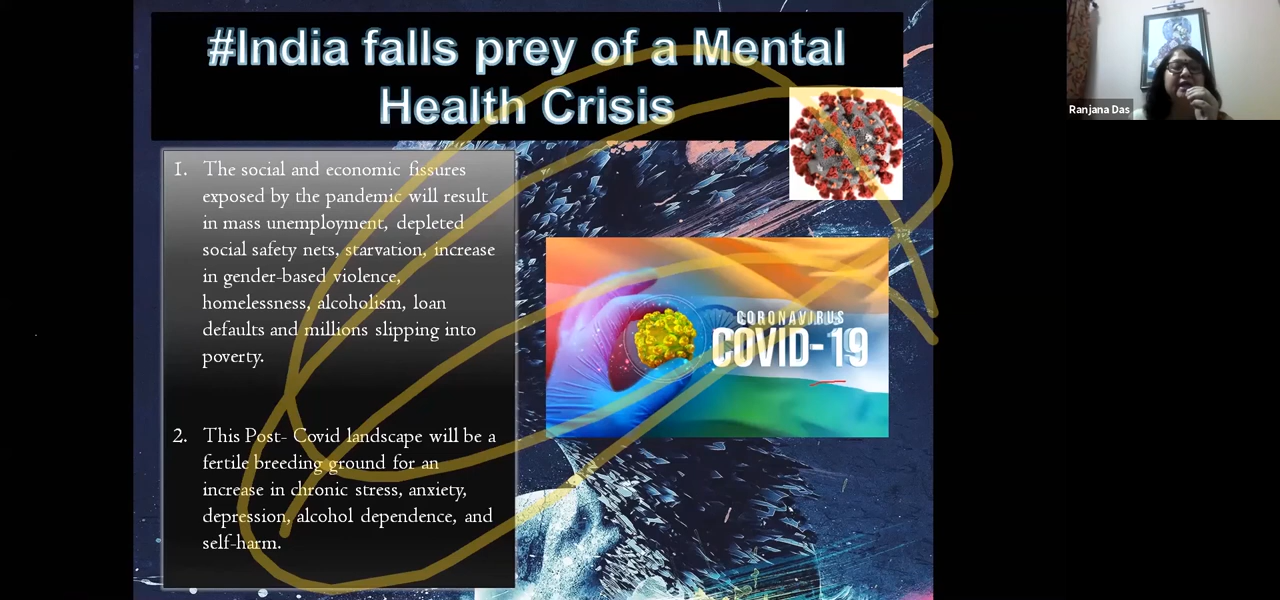 #India falls prey of a Mental
Health Crisis
1. The social and economic fissures
exposed by the pandemic will result
in mass unemployment, depleted
social safety nets, starvation, increase
in gender-based violence,
homelessness, alcoholism, loan
defaults and millions slipping into
poverty.
2. This Post- Covid landscape will be a
fertile breeding ground for an
increase in chronic stress, anxiety,
depression, alcohol dependence, and
self-harm.
CORONAVIRUS
COVID-19
Ranjana Das